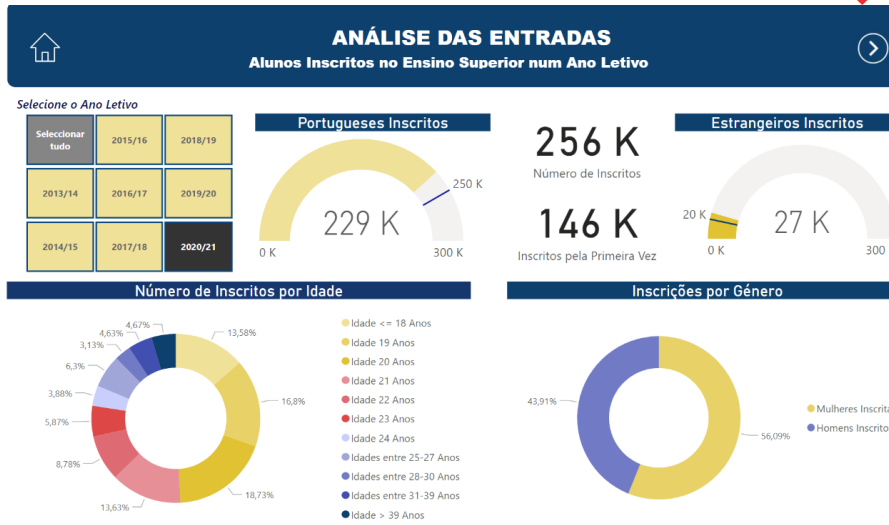 ANÁLISE DAS ENTRADAS
Alunos Inscritos no Ensino Superior num Ano Letivo
Selecione o Ano Letivo
Seleccionar
tudo
2015/16
2018/19
2013/14
2016/17
2019/20
2014/15
2017/18
2020/21
Portugueses Inscritos
250 K
229 K
0 K
300 K
256 K
Número de Inscritos
146 K
Inscritos pela Primeira Vez
Estrangeiros Inscritos
20 K
27 K
0 K
300
Número de Inscritos por Idade
4,67%
4,63%
3,13%
6,3%
3,88%
5,87%
8,78%
13,63%
13,58%
16,8%
18,73%
Idade <= 18 Anos
Idade 19 Anos
Idade 20 Anos
Idade 21 Anos
Idade 22 Anos
Idade 23 Anos
Idade 24 Anos
Idades entre 25-27 Anos
Idades entre 28-30 Anos
Idades entre 31-39 Anos
Idade > 39 Anos
Inscrições por Género
43,91%
56,09%
Mulheres Inscrita
Homens Inscrito